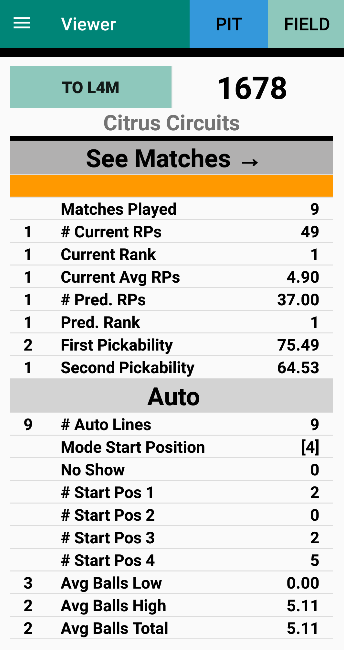 Viewer PIT FIELD
TO L4M 1678
Citrus Circuits
See Matches →
Matches Played 9
1 # Current RPs 49
1 Current Rank 1
1 Current Avg RPs 4.90
1 # Pred. RPs 37.00
1 Pred. Rank 1
2 First Pickability 75.49
1 Second Pickability 64.53
Auto
9 # Auto Lines 9
Mode Start Position [4]
No Show 0
# Start Pos 1 2
# Start Pos 2 0
# Start Pos 3 2
# Start Pos 4 5
3 Avg Balls Low 0.00
2 Avg Balls High 5.11
2 Avg Balls Total 5.11